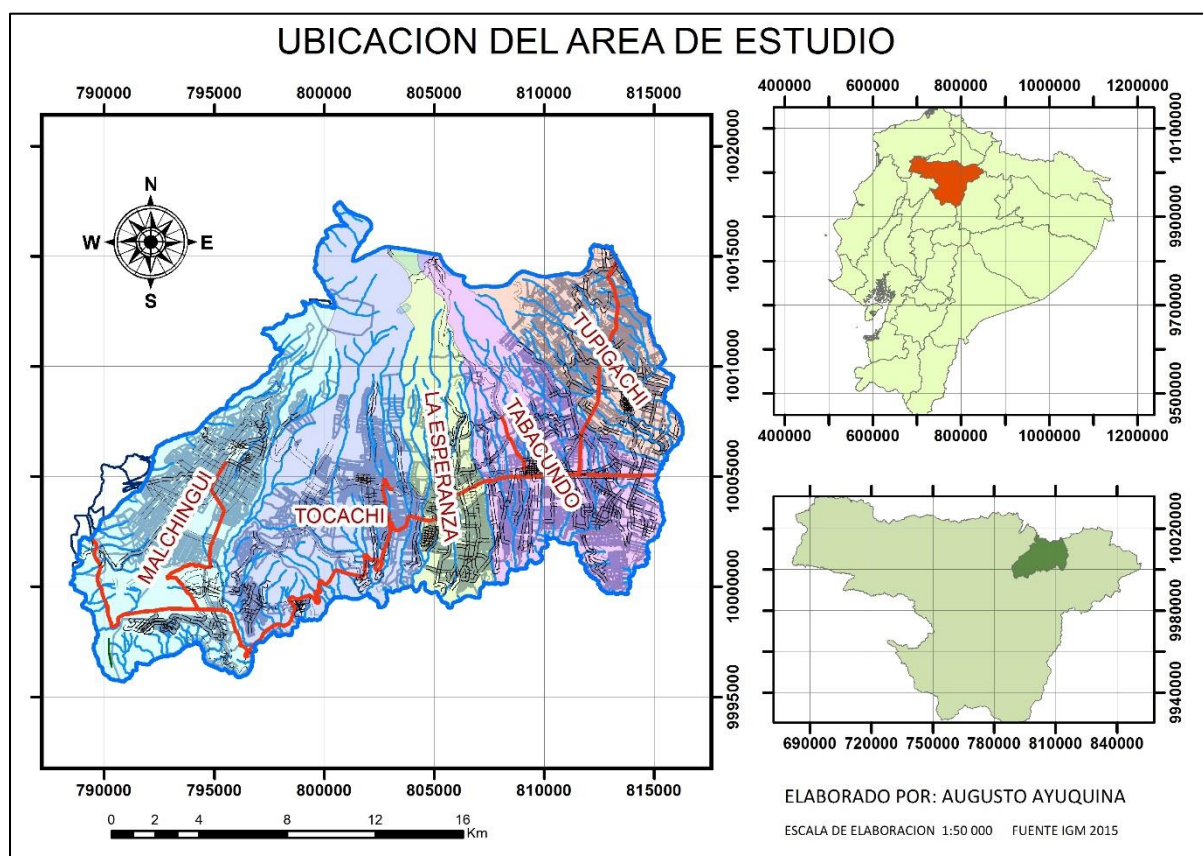 UBICACION DEL AREA DE ESTUDIO
790000 795000 800000 805000 810000 815000
10020000
10015000
10010000
10005000
10000000
9995000
N
W E
S
MALCHINGUI
TOCACHI
LA ESPERANZA
TABACUNDO
TUPIGACHI
790000 795000 800000 805000 810000 815000
0 2 4 8 12 16
Km
400000 600000 800000 1000000 1200000
10100000
9900000
9700000
9500000
400000 600000 800000 1000000 1200000
10020000
10000000
9980000
9940000
690000 720000 750000 780000 810000 840000
ELABORADO POR: AUGUSTO AYUQUINA
ESCALA DE ELABORACION 1:50 000 FUENTE IGM 2015